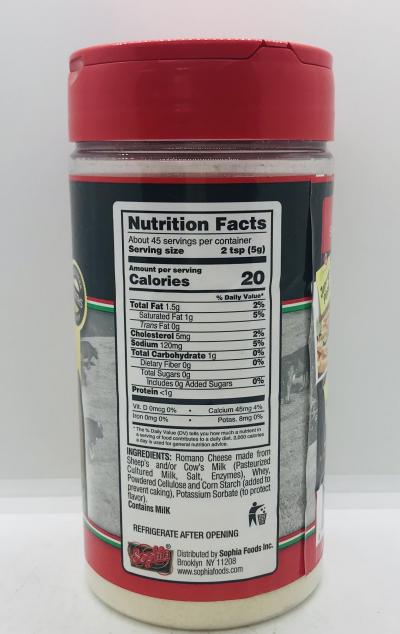 Nutrition Facts
About 45 servings per container
Serving size 2 tsp (5g)
Amount per serving
Calories 20
% Daily Value*
Total Fat 1.5g 2%
Saturated Fat 1g 5%
Trans Fat 0g
Cholesterol 5mg 2%
Sodium 120mg 5%
Total Carbohydrate 1g 0%
Dietary Fiber 0g 0%
Total Sugars 0g
Includes 0g Added Sugars 0%
Protein <1g
Vit. D 0mcg 0% • Calcium 45mg 4%
Iron 0mg 0% • Potas. 8mg 0%
*The % Daily Value (DV) tells you how much a nutrient in
a serving of food contributes to a daily diet. 2,000 calories
a day is used for general nutrition advice.
INGREDIENTS: Romano Cheese made from
Sheep's and/or Cow's Milk (Pasteurized
Cultured Milk, Salt, Enzymes), Whey,
Powdered Cellulose and Corn Starch (added to
prevent caking), Potassium Sorbate (to protect
flavor).
Contains Milk
REFRIGERATE AFTER OPENING
Sophia
Distributed by Sophia Foods Inc.
Brooklyn NY 11208
www.sophiafoods.com